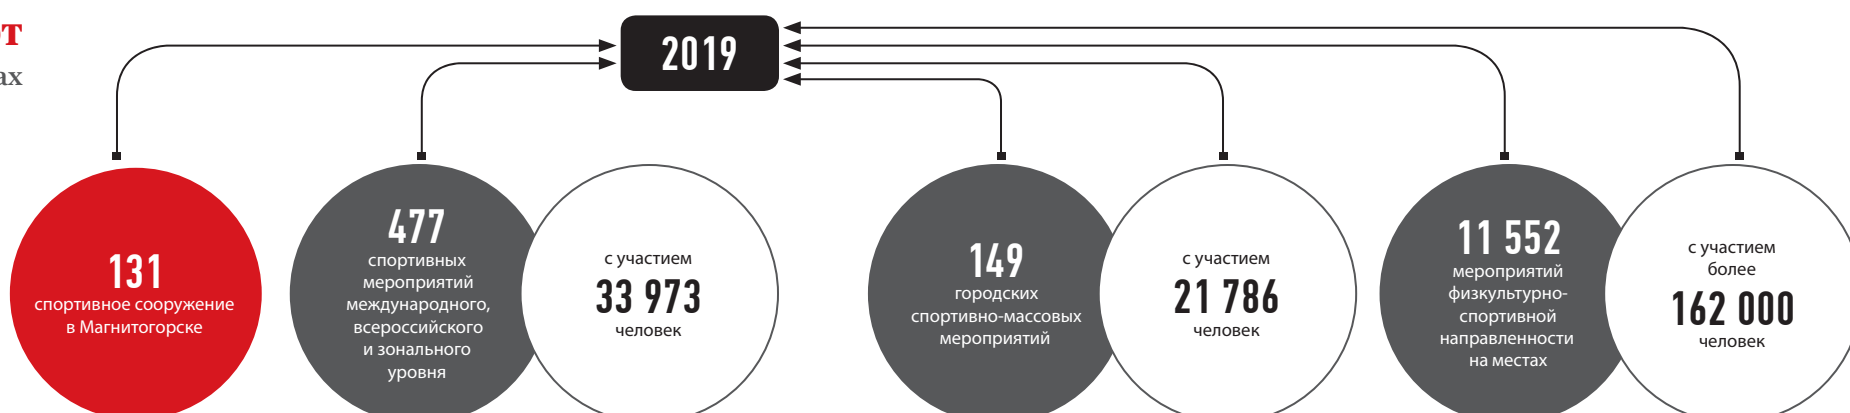 2019
131
спортивное сооружение
в Магнитогорске
477
спортивных
мероприятий
международного,
всероссийского
и зонального
уровня
с участием
33 973
человек
149
городских
спортивно-массовых
мероприятий
с участием
21 786
человек
11 552
мероприятий
физкультурно-
спортивной
направленности
на местах
с участием
более
162 000
человек